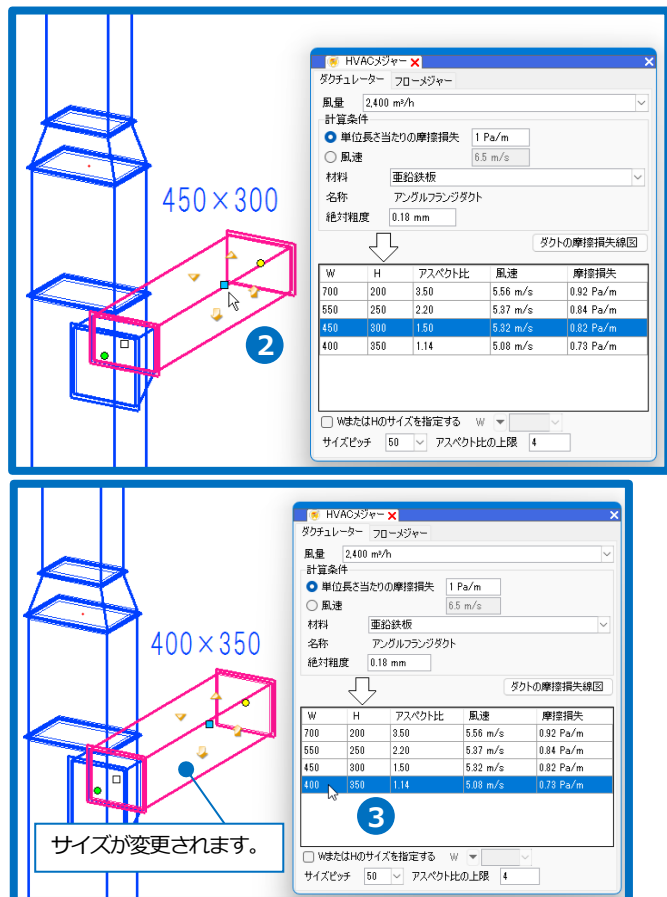 HVACメジャー
ダクチュレーター フローメジャー
風量 2,400 m³/h
計算条件
単位長さ当たりの摩擦損失 1 Pa/m
風速 6.5 m/s
材料 亜鉛鉄板
名称 アングルフランジダクト
絶対粗度 0.18 mm
ダクトの摩擦損失線図
W H アスペクト比 風速 摩擦損失
700 200 3.50 5.56 m/s 0.92 Pa/m
550 250 2.20 5.37 m/s 0.84 Pa/m
450 300 1.50 5.32 m/s 0.82 Pa/m
400 350 1.14 5.08 m/s 0.73 Pa/m
WまたはHのサイズを指定する W
サイズピッチ 50 アスペクト比の上限 4
450×300
2
HVACメジャー
ダクチュレーター フローメジャー
風量 2,400 m³/h
計算条件
単位長さ当たりの摩擦損失 1 Pa/m
風速 6.5 m/s
材料 亜鉛鉄板
名称 アングルフランジダクト
絶対粗度 0.18 mm
ダクトの摩擦損失線図
W H アスペクト比 風速 摩擦損失
700 200 3.50 5.56 m/s 0.92 Pa/m
550 250 2.20 5.37 m/s 0.84 Pa/m
450 300 1.50 5.32 m/s 0.82 Pa/m
400 350 1.14 5.08 m/s 0.73 Pa/m
WまたはHのサイズを指定する W
サイズピッチ 50 アスペクト比の上限 4
400×350
3
サイズが変更されます。